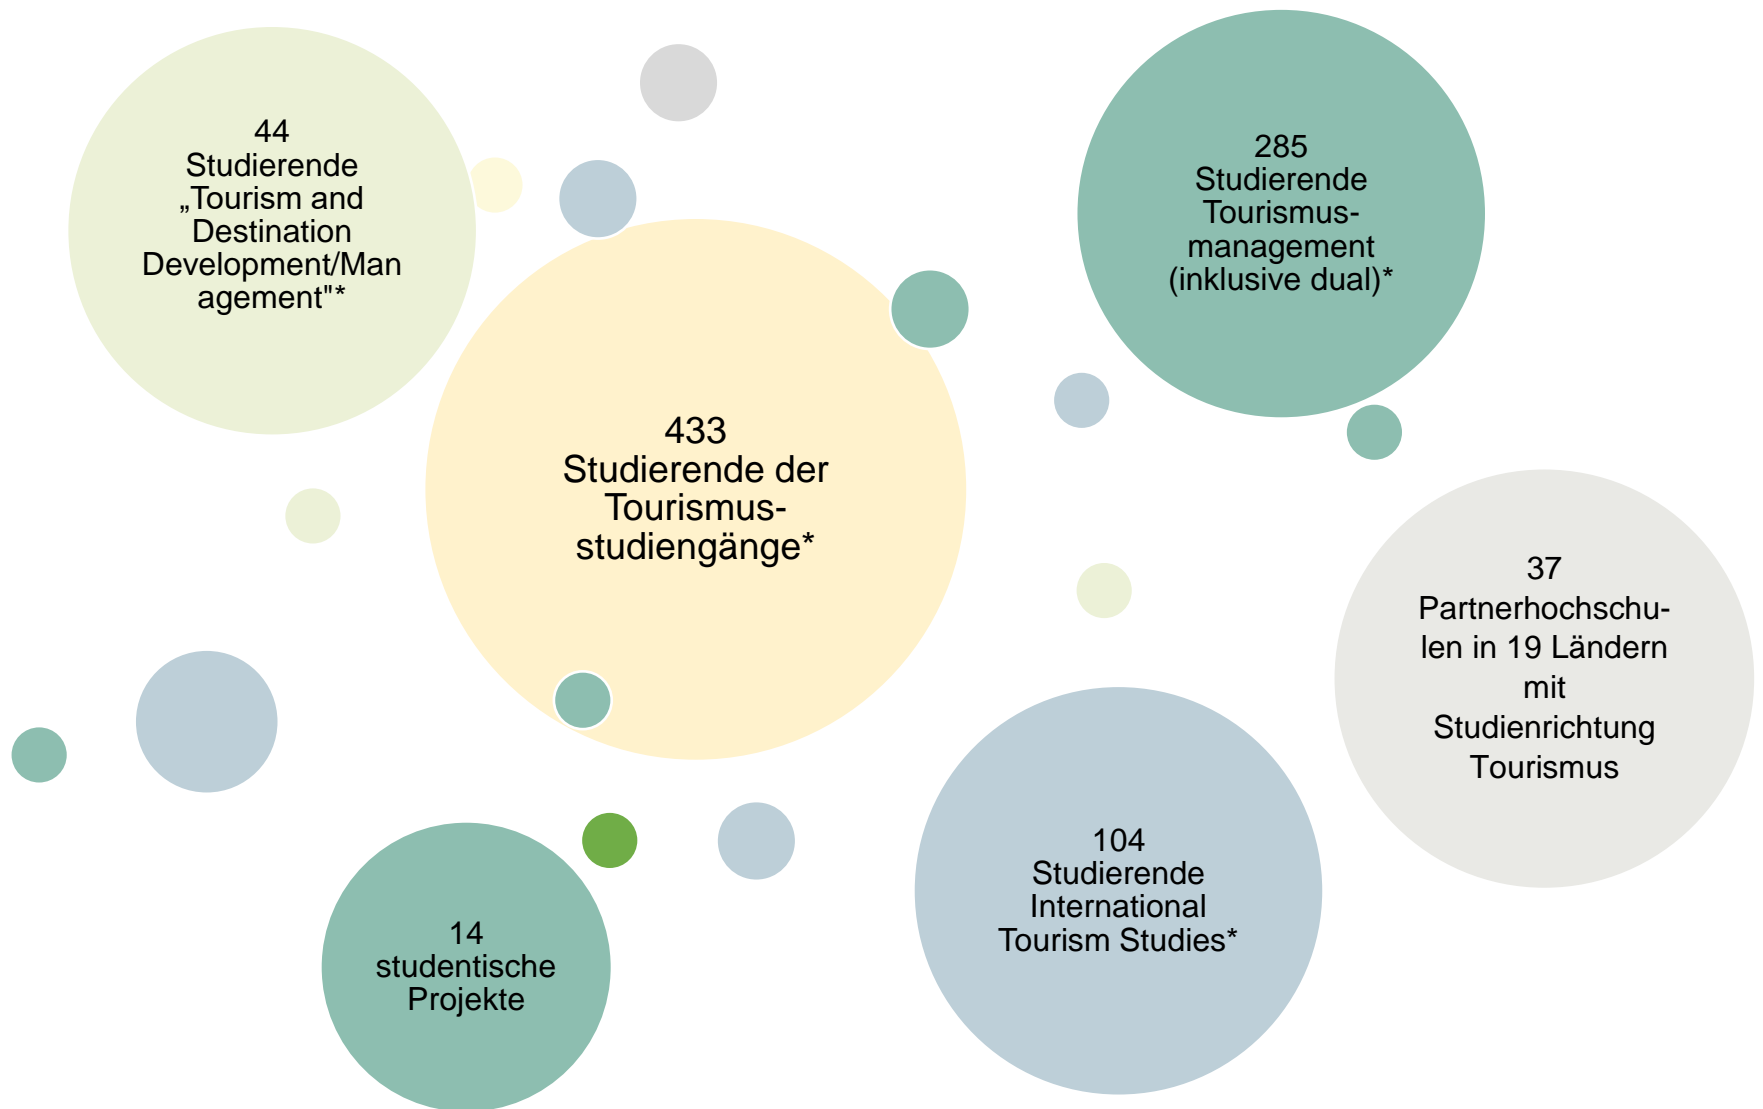 44
Studierende
„Tourism and
Destination
Development/Man
agement"*
285
Studierende
Tourismus-
management
(inklusive dual)*
433
Studierende der
Tourismus-
studiengänge*
37
Partnerhochschu-
len in 19 Ländern
mit
Studienrichtung
Tourismus
104
Studierende
International
Tourism Studies*
14
studentische
Projekte